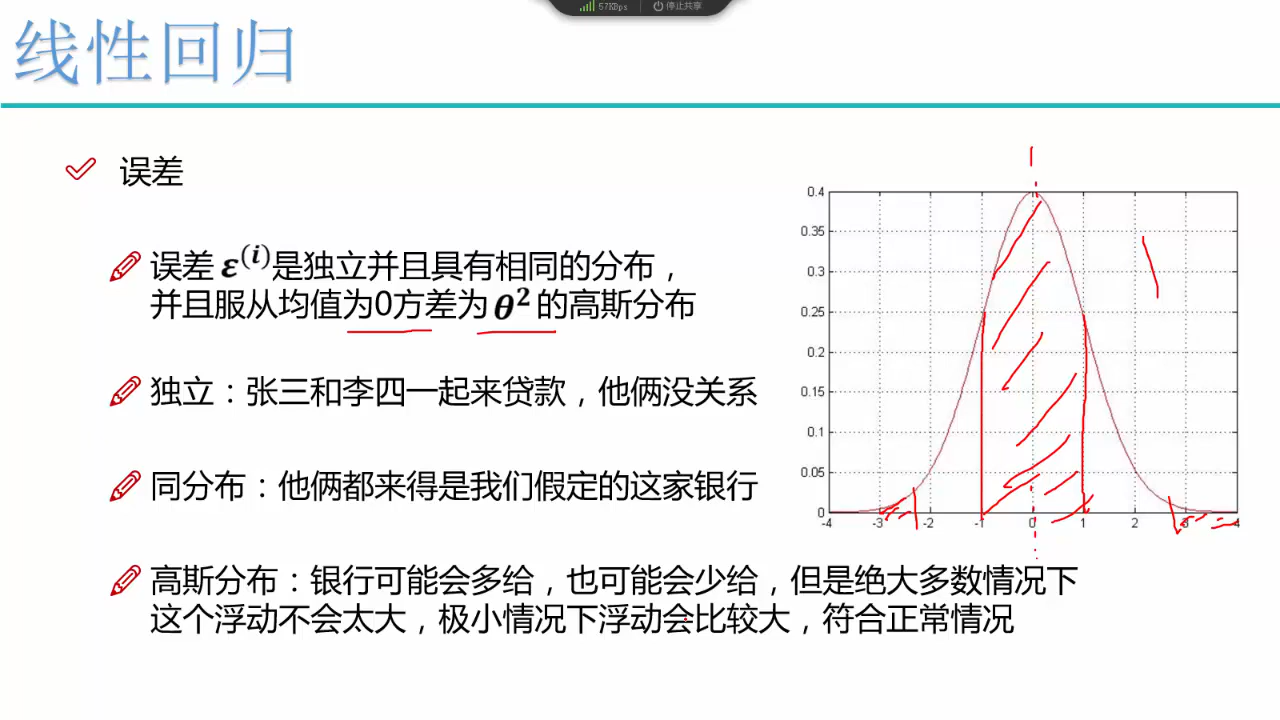 57KBps 停止共享
线性回归
误差
误差 ε⁽ⁱ⁾是独立并且具有相同的分布，
并且服从均值为0方差为 θ² 的高斯分布
独立：张三和李四一起来贷款，他俩没关系
同分布：他俩都来得是我们假定的这家银行
高斯分布：银行可能会多给，也可能会少给，但是绝大多数情况下
这个浮动不会太大，极小情况下浮动会比较大，符合正常情况
0.4
0.35
0.3
0.25
0.2
0.15
0.1
0.05
0
-4 -3 -2 -1 0 1 2 3 4